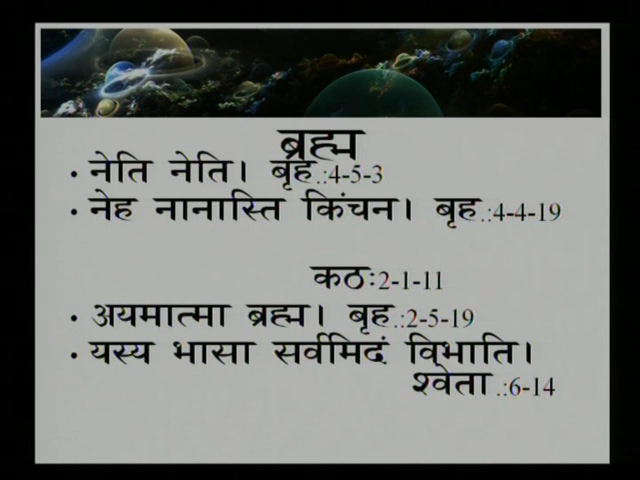 ब्रह्म
• नेति नेति। बृह.:4-5-3
• नेह नानास्ति किंचन। बृह.:4-4-19
कठः2-1-11
• अयमात्मा ब्रह्म। बृह.:2-5-19
• यस्य भासा सर्वमिदं विभाति।
श्वेता.:6-14